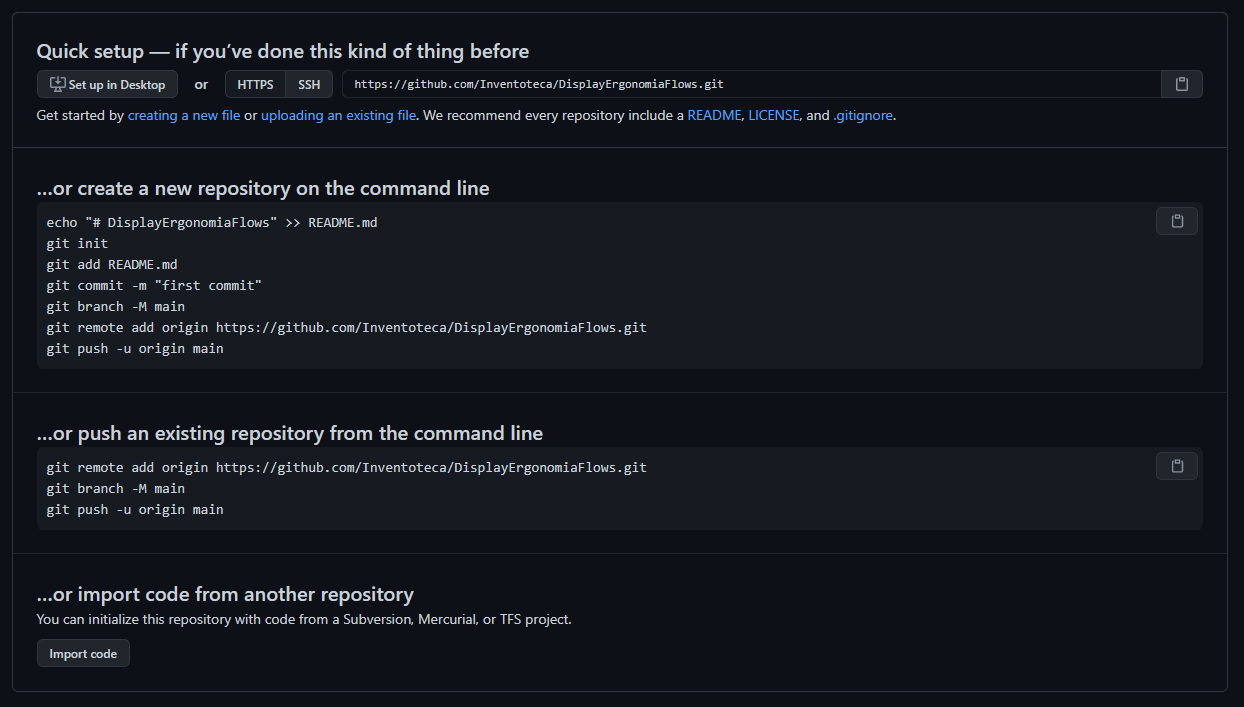 Quick setup — if you’ve done this kind of thing before
Set up in Desktop or HTTPS SSH https://github.com/Inventoteca/DisplayErgonomiaFlows.git
Get started by creating a new file or uploading an existing file. We recommend every repository include a README, LICENSE, and .gitignore.
…or create a new repository on the command line
echo "# DisplayErgonomiaFlows" >> README.md
git init
git add README.md
git commit -m "first commit"
git branch -M main
git remote add origin https://github.com/Inventoteca/DisplayErgonomiaFlows.git
git push -u origin main
…or push an existing repository from the command line
git remote add origin https://github.com/Inventoteca/DisplayErgonomiaFlows.git
git branch -M main
git push -u origin main
…or import code from another repository
You can initialize this repository with code from a Subversion, Mercurial, or TFS project.
Import code